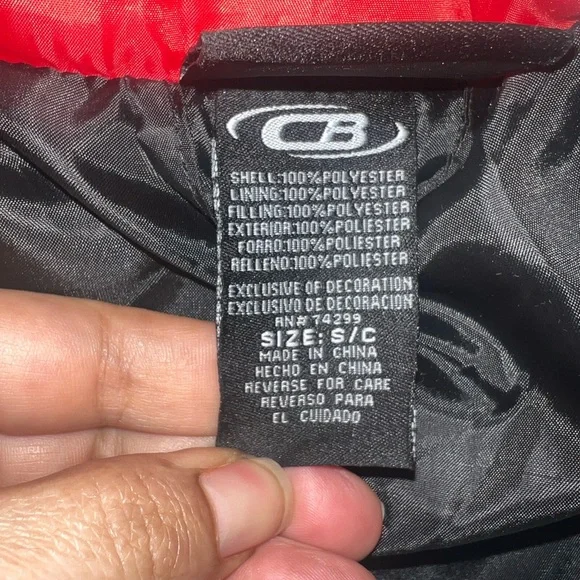 CB
SHELL:100%POLYESTER
LINING:100%POLYESTER
FILLING:100%POLYESTER
EXTERIOR:100%POLIESTER
FORRO:100%POLIESTER
RELLENO:100%POLIESTER
EXCLUSIVE OF DECORATION
EXCLUSIVO DE DECORACION
RN# 74299
SIZE: S/C
MADE IN CHINA
HECHO EN CHINA
REVERSE FOR CARE
REVERSO PARA
EL CUIDADO